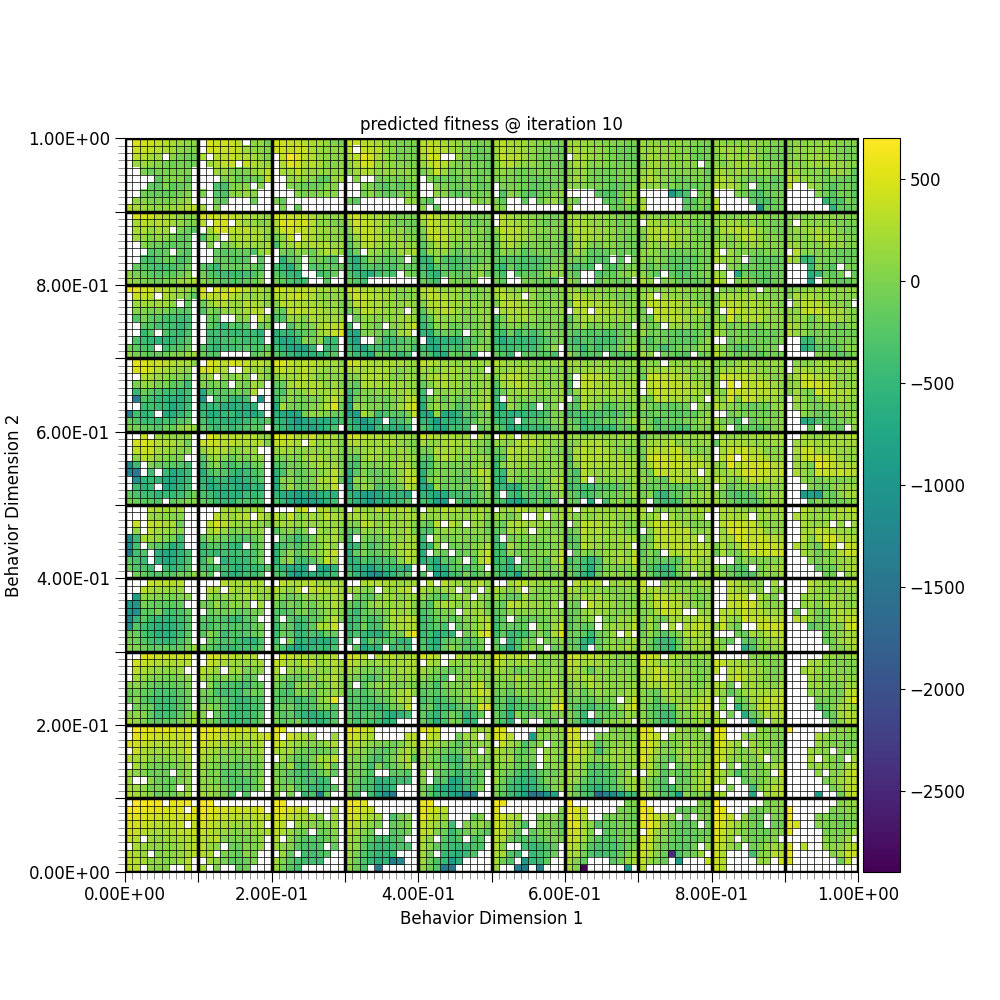 predicted fitness @ iteration 10
1.00E+00
8.00E-01
6.00E-01
4.00E-01
2.00E-01
0.00E+00
Behavior Dimension 2
0.00E+00 2.00E-01 4.00E-01 6.00E-01 8.00E-01 1.00E+00
Behavior Dimension 1
500
0
−500
−1000
−1500
−2000
−2500